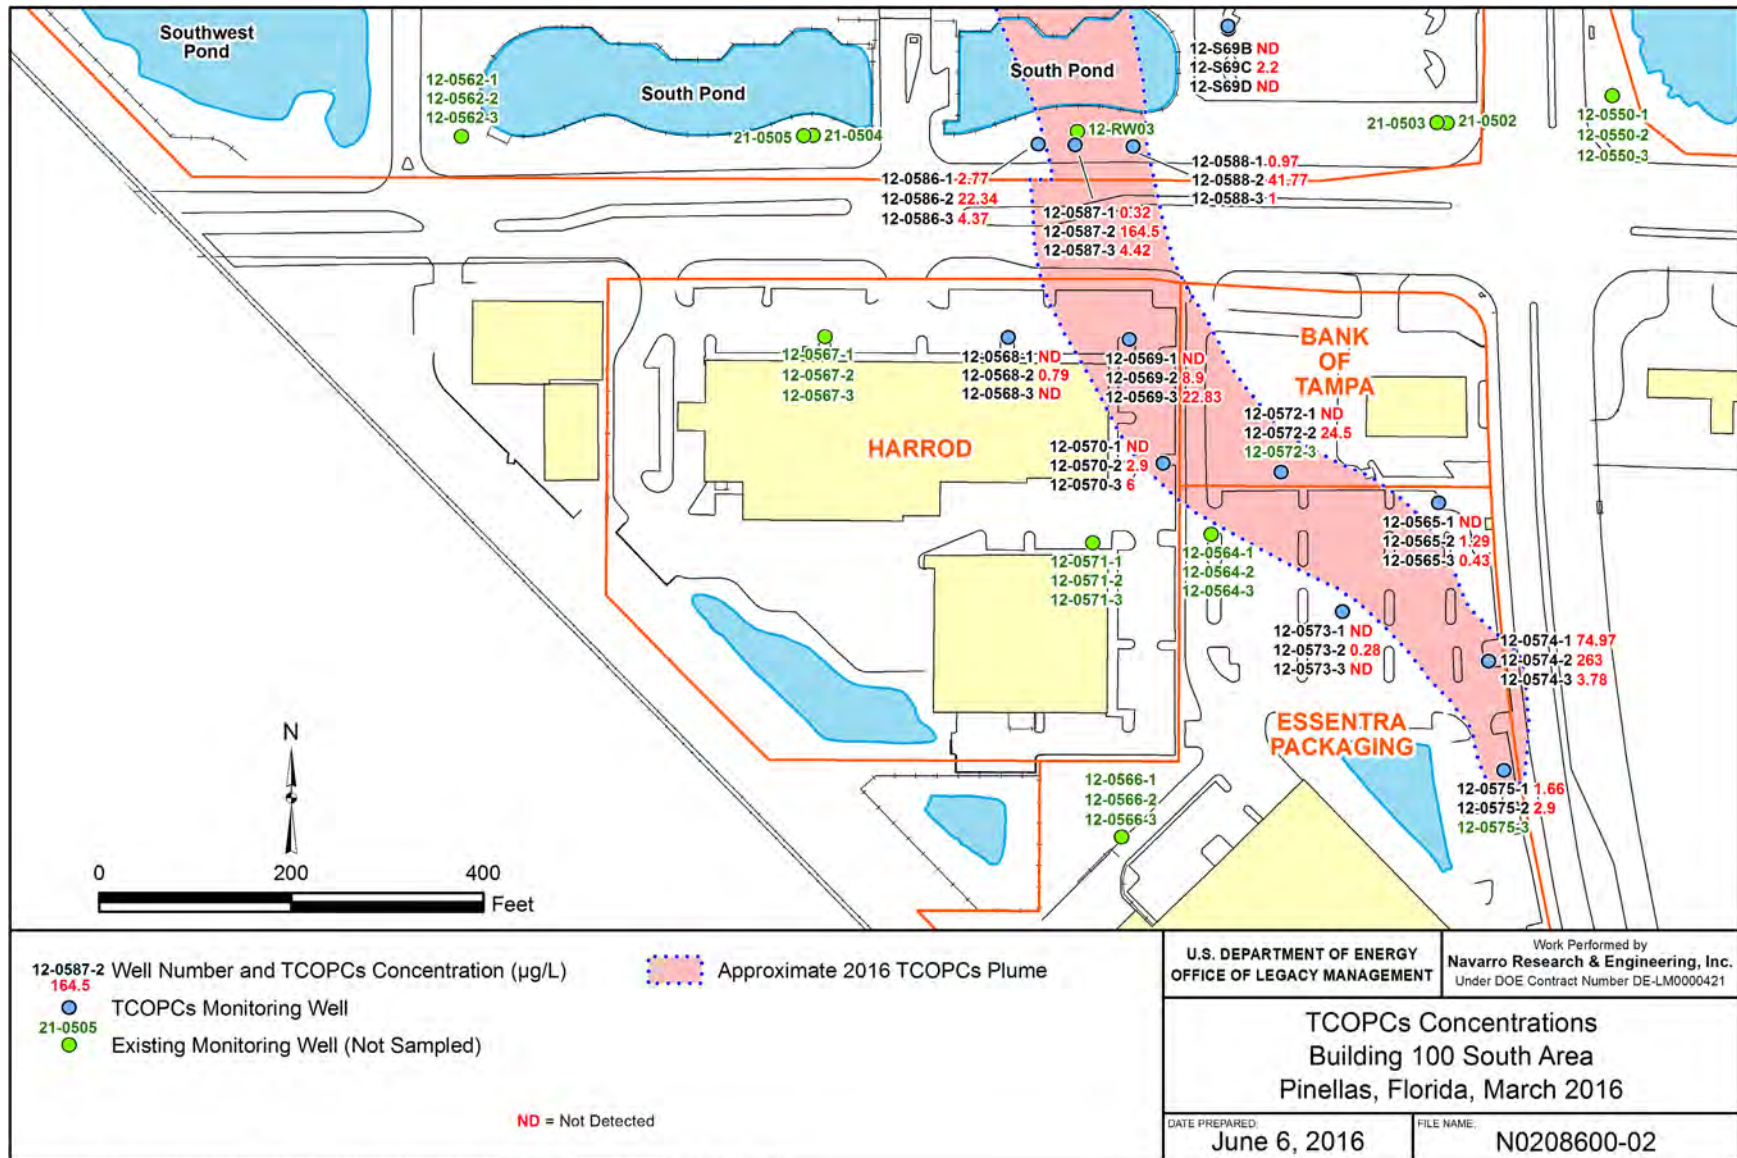 Southwest
Pond
South Pond
South Pond
12-0562-1
12-0562-2
12-0562-3
21-0505
21-0504
12-RW03
12-S69B ND
12-S69C 2.2
12-S69D ND
21-0503
21-0502
12-0550-1
12-0550-2
12-0550-3
12-0586-1 2.77
12-0586-2 22.34
12-0586-3 4.37
12-0588-1 0.97
12-0588-2 41.77
12-0588-3 1
12-0587-1 0.32
12-0587-2 164.5
12-0587-3 4.42
12-0567-1
12-0567-2
12-0567-3
12-0568-1 ND
12-0568-2 0.79
12-0568-3 ND
12-0569-1 ND
12-0569-2 8.9
12-0569-3 22.83
BANK
OF
TAMPA
12-0572-1 ND
12-0572-2 24.5
12-0572-3
HARROD
12-0570-1 ND
12-0570-2 2.9
12-0570-3 6
12-0565-1 ND
12-0565-2 1.29
12-0565-3 0.43
12-0571-1
12-0571-2
12-0571-3
12-0564-1
12-0564-2
12-0564-3
12-0573-1 ND
12-0573-2 0.28
12-0573-3 ND
12-0574-1 74.97
12-0574-2 263
12-0574-3 3.78
ESSENTRA
PACKAGING
12-0566-1
12-0566-2
12-0566-3
12-0575-1 1.66
12-0575-2 2.9
12-0575-3
N
0 200 400
Feet
12-0587-2 Well Number and TCOPCs Concentration (µg/L)
164.5
TCOPCs Monitoring Well
21-0505
Existing Monitoring Well (Not Sampled)
Approximate 2016 TCOPCs Plume
ND = Not Detected
U.S. DEPARTMENT OF ENERGY
OFFICE OF LEGACY MANAGEMENT
Work Performed by
Navarro Research & Engineering, Inc.
Under DOE Contract Number DE-LM0000421
TCOPCs Concentrations
Building 100 South Area
Pinellas, Florida, March 2016
DATE PREPARED:
June 6, 2016
FILE NAME:
N0208600-02